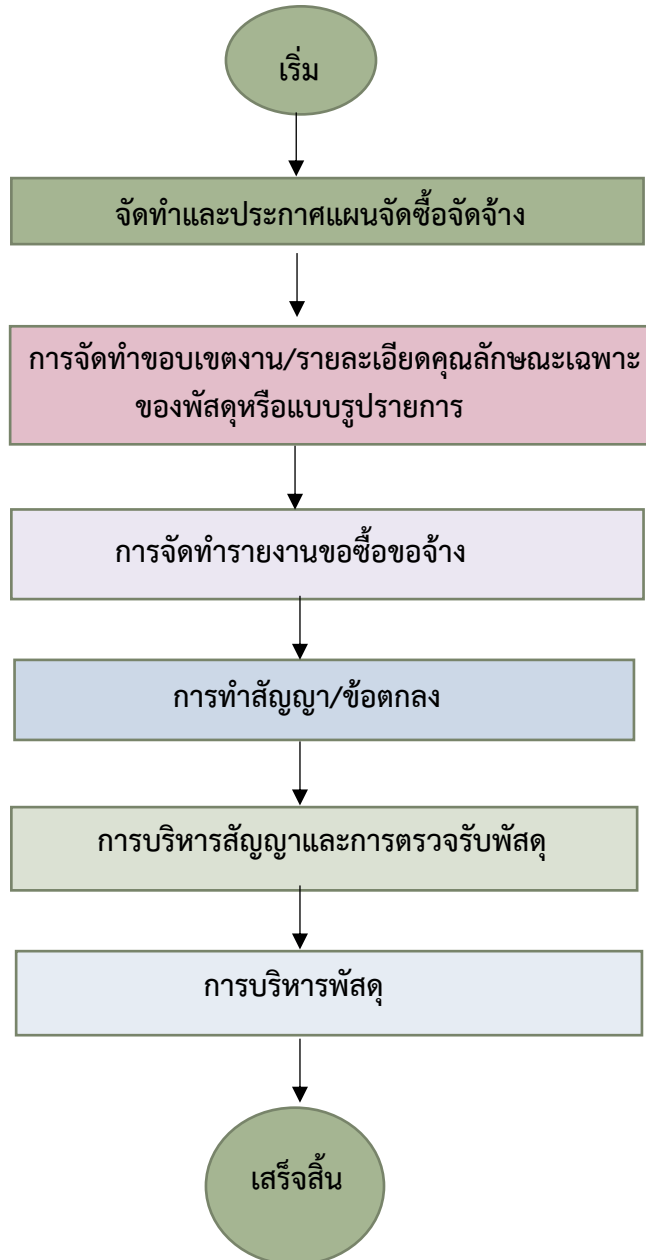 เริ่ม
จัดทำและประกาศแผนจัดซื้อจัดจ้าง
การจัดทำขอบเขตงาน/รายละเอียดคุณลักษณะเฉพาะ
ของพัสดุหรือแบบรูปรายการ
การจัดทำรายงานขอซื้อขอจ้าง
การทำสัญญา/ข้อตกลง
การบริหารสัญญาและการตรวจรับพัสดุ
การบริหารพัสดุ
เสร็จสิ้น